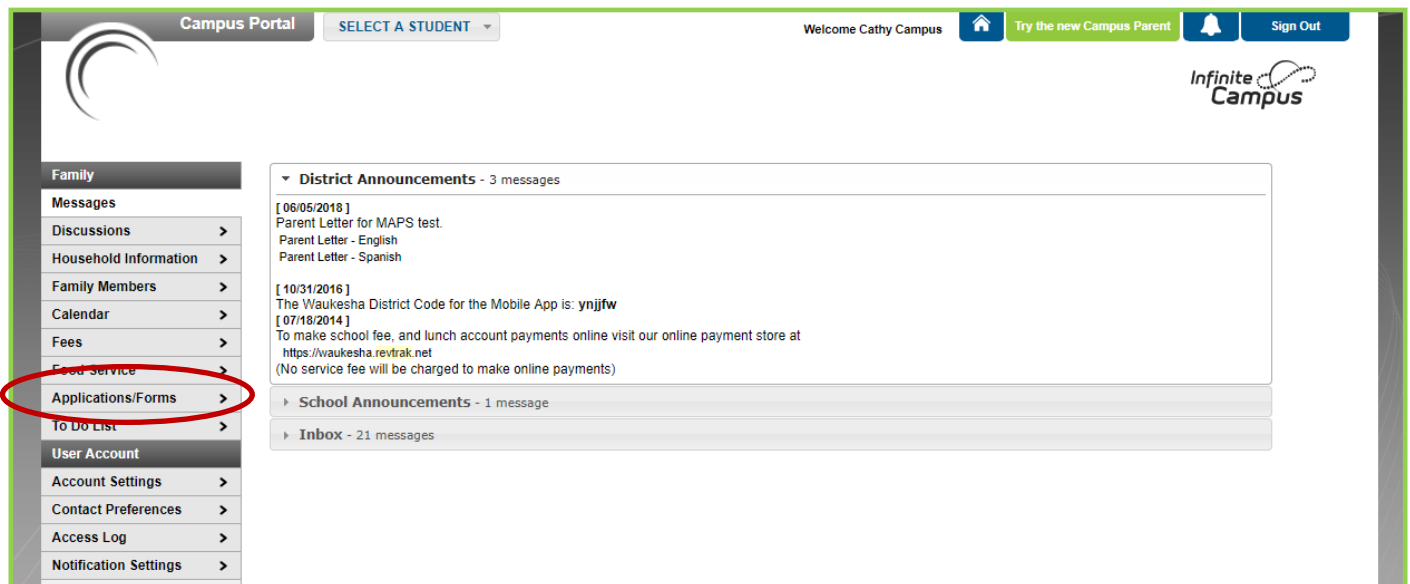 Campus Portal
SELECT A STUDENT
Welcome Cathy Campus
Try the new Campus Parent
Sign Out
Infinite
Campus
Family
Messages
Discussions
Household Information
Family Members
Calendar
Fees
Food Service
Applications/Forms
To Do List
User Account
Account Settings
Contact Preferences
Access Log
Notification Settings
District Announcements - 3 messages
[ 06/05/2018 ]
Parent Letter for MAPS test.
Parent Letter - English
Parent Letter - Spanish
[ 10/31/2016 ]
The Waukesha District Code for the Mobile App is: ynjjfw
[ 07/18/2014 ]
To make school fee, and lunch account payments online visit our online payment store at
https://waukesha.revtrak.net
(No service fee will be charged to make online payments)
School Announcements - 1 message
Inbox - 21 messages